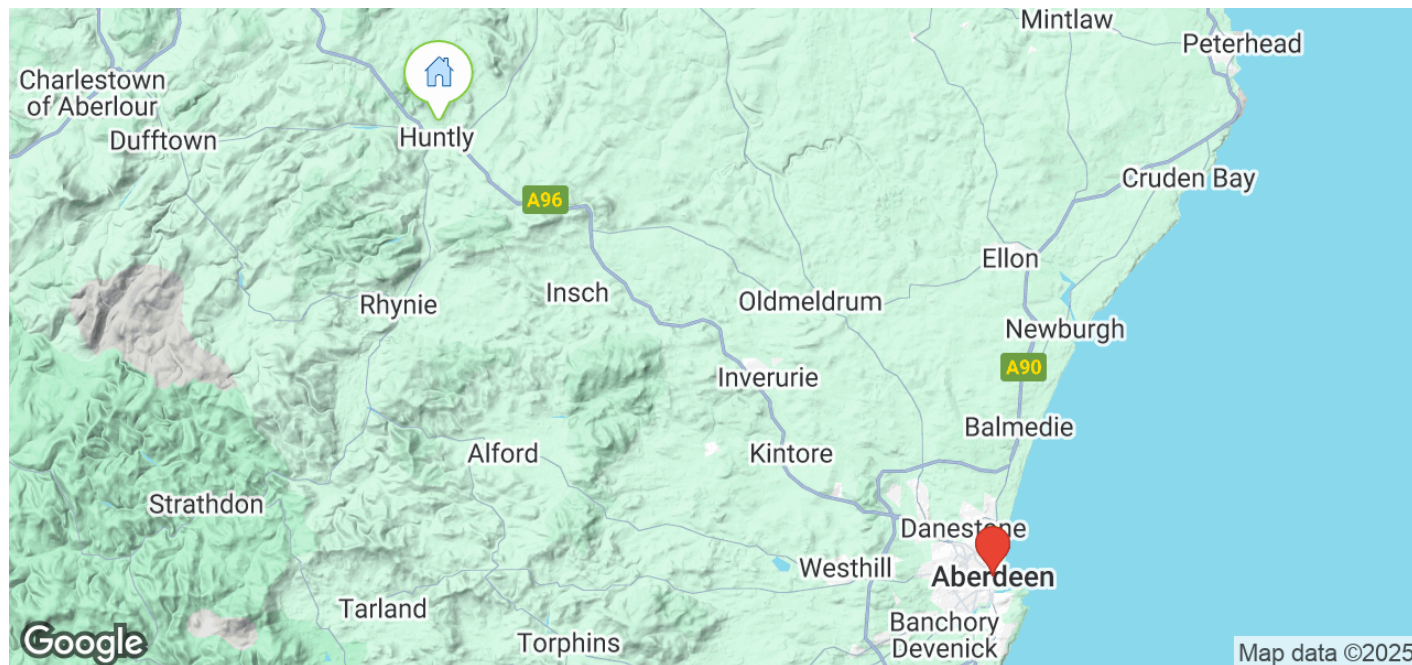 Mintlaw
Peterhead
Charlestown
of Aberlour
Dufftown
Huntly
Cruden Bay
A96
Ellon
Insch
Oldmeldrum
Rhynie
Newburgh
A90
Inverurie
Balmedie
Alford
Kintore
Strathdon
Danestone
Westhill
Aberdeen
Tarland
Banchory
Devenick
Torphins
Google
Map data ©2025